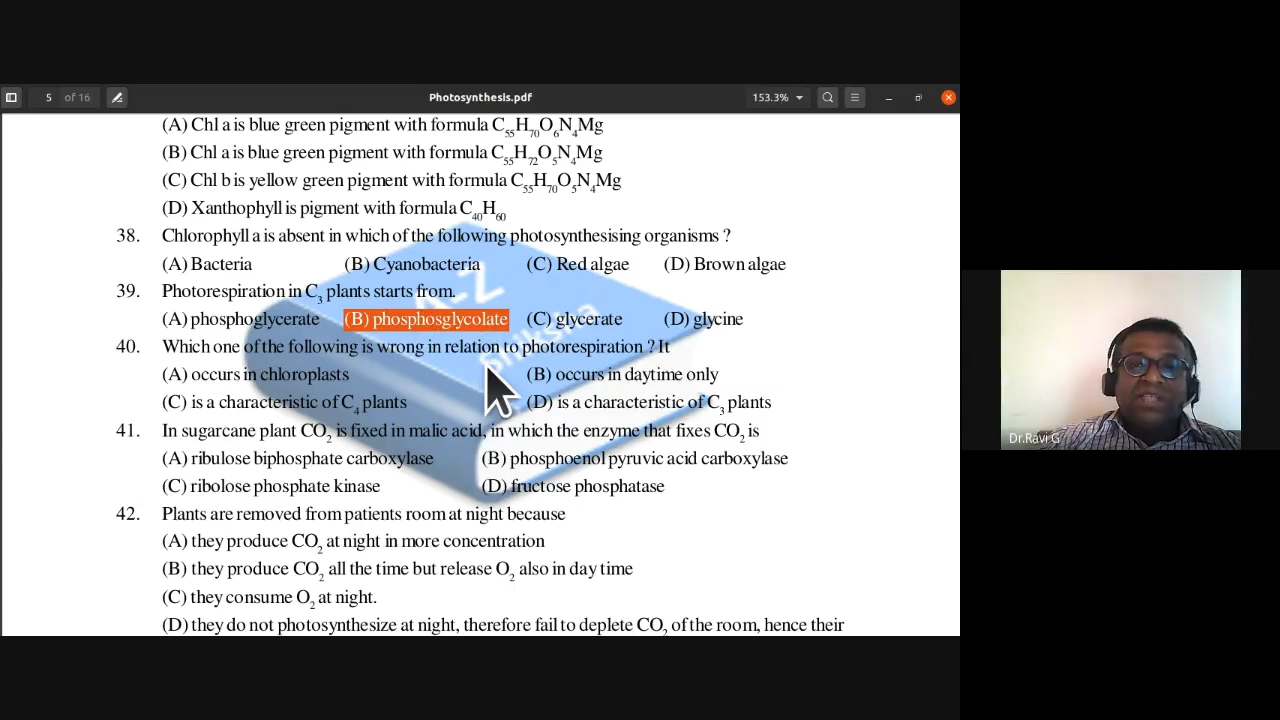 5 of 16
Photosynthesis.pdf
153.3%
(A) Chl a is blue green pigment with formula C55H70O6N4Mg
(B) Chl a is blue green pigment with formula C55H72O5N4Mg
(C) Chl b is yellow green pigment with formula C55H70O5N4Mg
(D) Xanthophyll is pigment with formula C40H60
38. Chlorophyll a is absent in which of the following photosynthesising organisms ?
(A) Bacteria (B) Cyanobacteria (C) Red algae (D) Brown algae
39. Photorespiration in C3 plants starts from.
(A) phosphoglycerate (B) phosphosglycolate (C) glycerate (D) glycine
40. Which one of the following is wrong in relation to photorespiration ? It
(A) occurs in chloroplasts (B) occurs in daytime only
(C) is a characteristic of C4 plants (D) is a characteristic of C3 plants
41. In sugarcane plant CO2 is fixed in malic acid, in which the enzyme that fixes CO2 is
(A) ribulose biphosphate carboxylase (B) phosphoenol pyruvic acid carboxylase
(C) ribolose phosphate kinase (D) fructose phosphatase
42. Plants are removed from patients room at night because
(A) they produce CO2 at night in more concentration
(B) they produce CO2 all the time but release O2 also in day time
(C) they consume O2 at night.
(D) they do not photosynthesize at night, therefore fail to deplete CO2 of the room, hence their
Dr.Ravi G